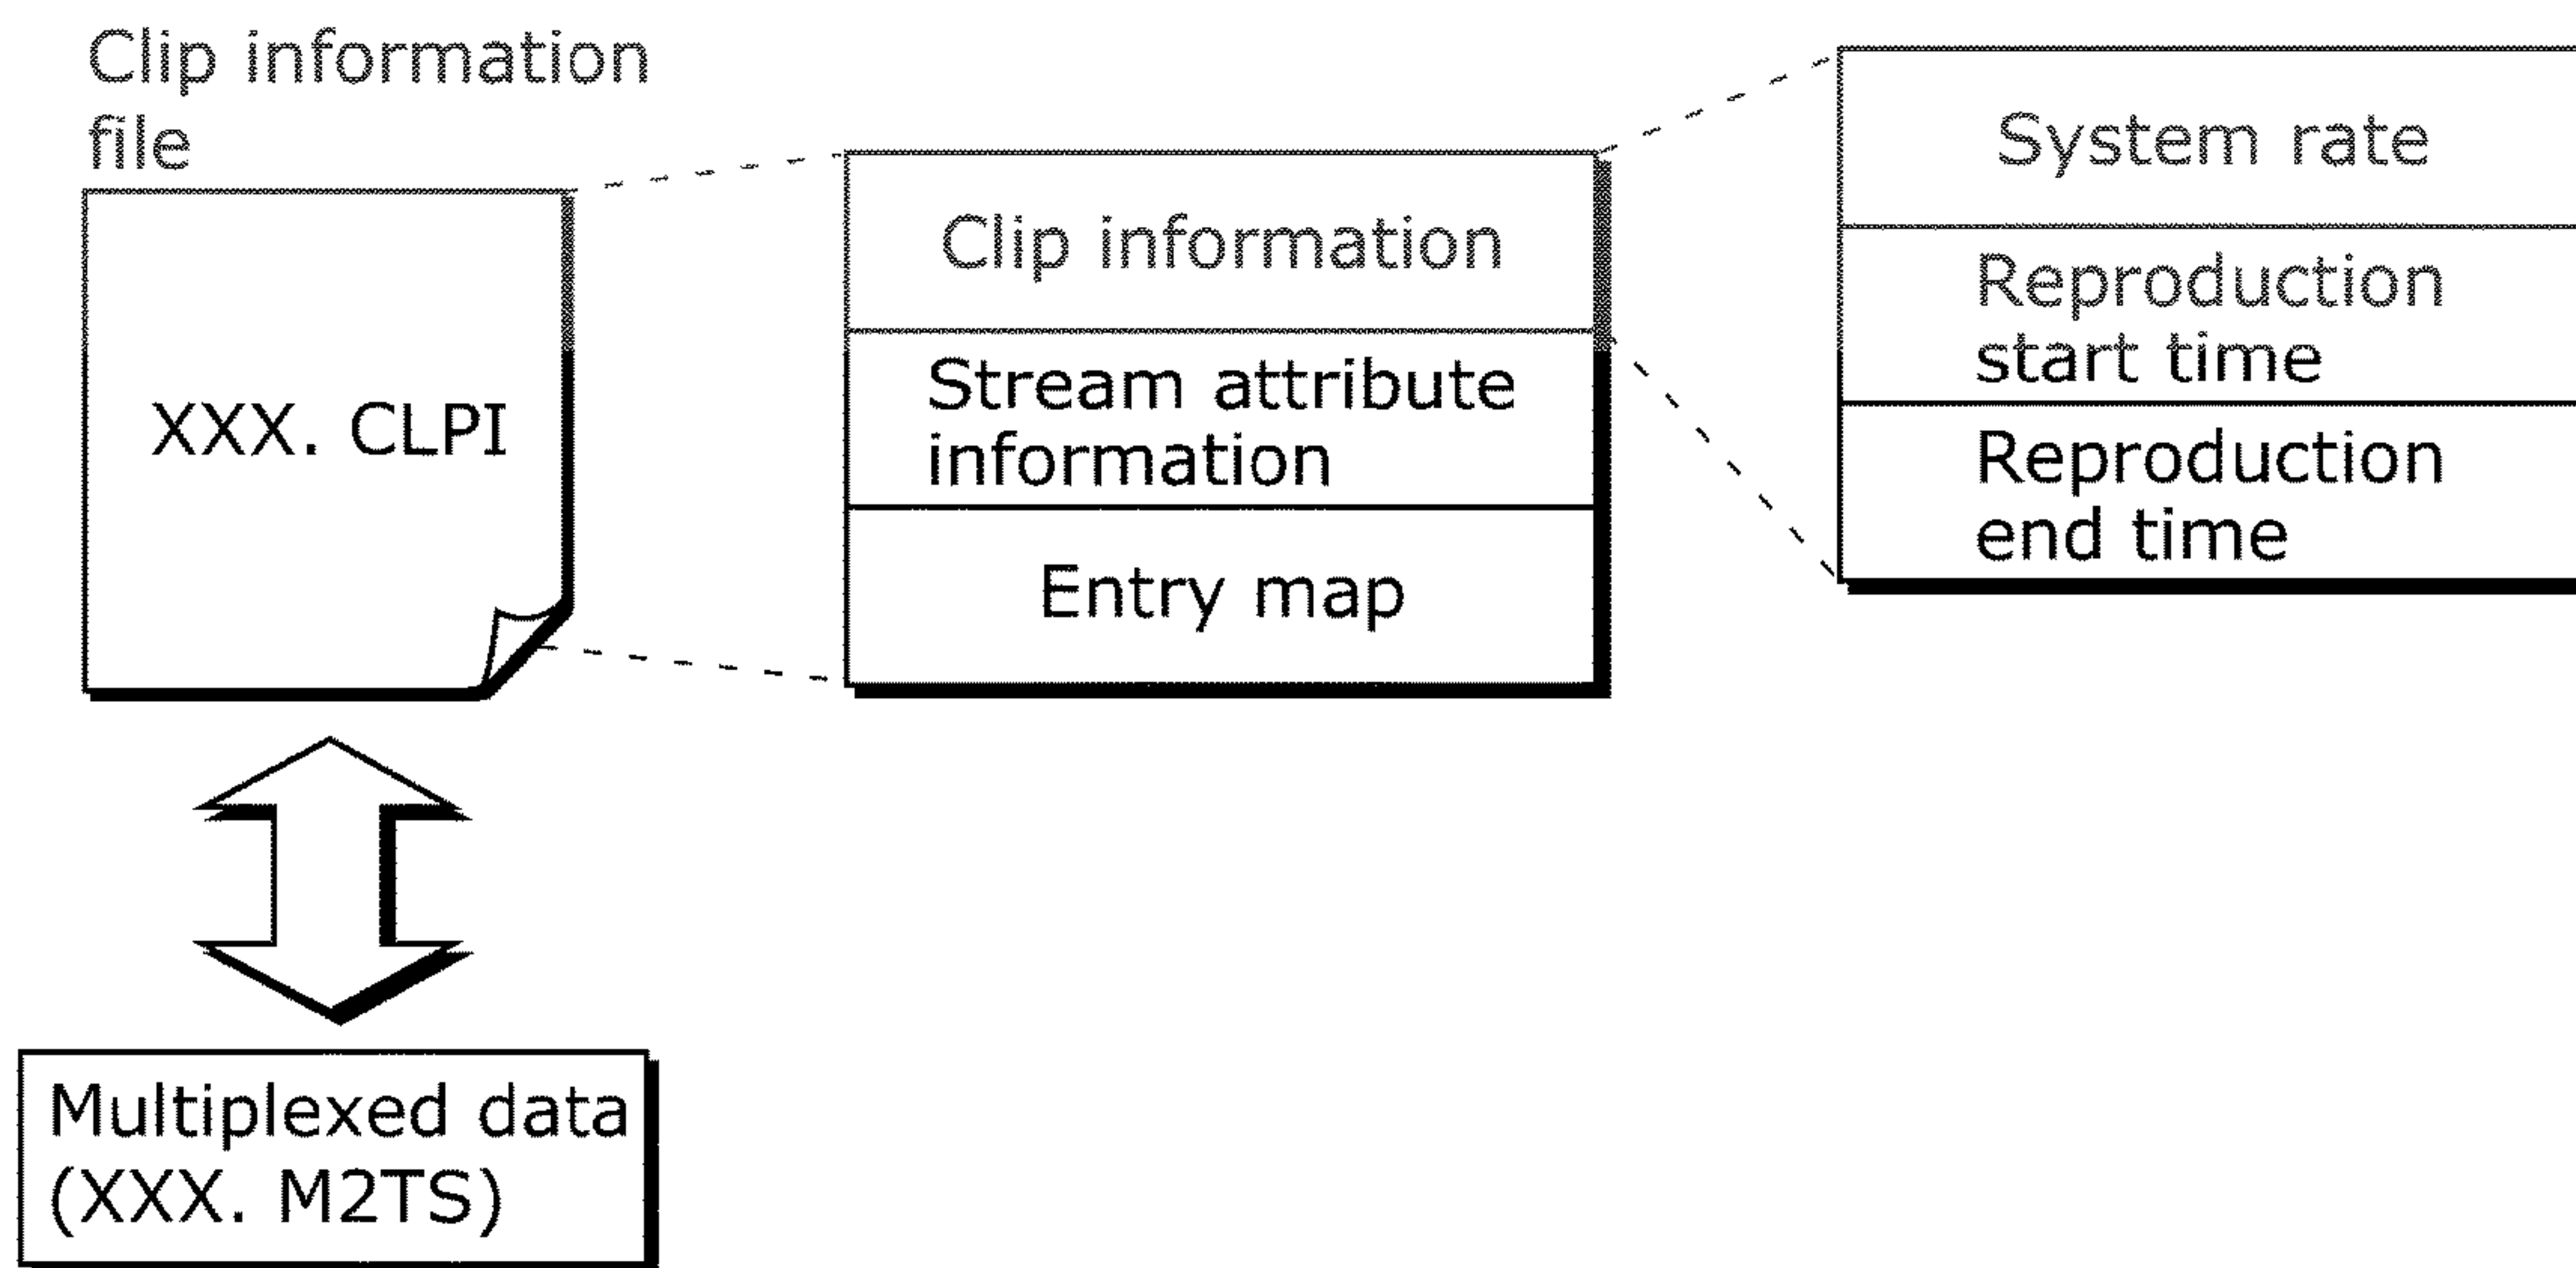 Clip information
file
XXX. CLPI
Clip information
Stream attribute
information
Entry map
System rate
Reproduction
start time
Reproduction
end time
Multiplexed data
(XXX. M2TS)